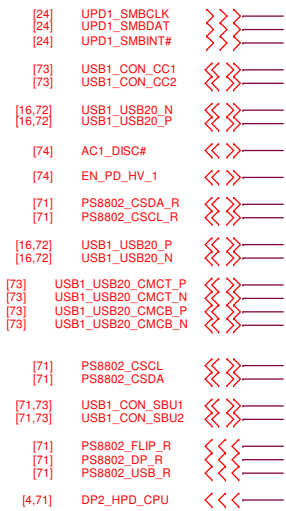 [24] UPD1_SMBCLK
[24] UPD1_SMBDAT
[24] UPD1_SMBINT#
[73] USB1_CON_CC1
[73] USB1_CON_CC2
[16,72] USB1_USB20_N
[16,72] USB1_USB20_P
[74] AC1_DISC#
[74] EN_PD_HV_1
[71] PS8802_CSDA_R
[71] PS8802_CSCL_R
[16,72] USB1_USB20_P
[16,72] USB1_USB20_N
[73] USB1_USB20_CMCT_P
[73] USB1_USB20_CMCT_N
[73] USB1_USB20_CMCB_P
[73] USB1_USB20_CMCB_N
[71] PS8802_CSCL
[71] PS8802_CSDA
[71,73] USB1_CON_SBU1
[71,73] USB1_CON_SBU2
[71] PS8802_FLIP_R
[71] PS8802_DP_R
[71] PS8802_USB_R
[4,71] DP2_HPD_CPU